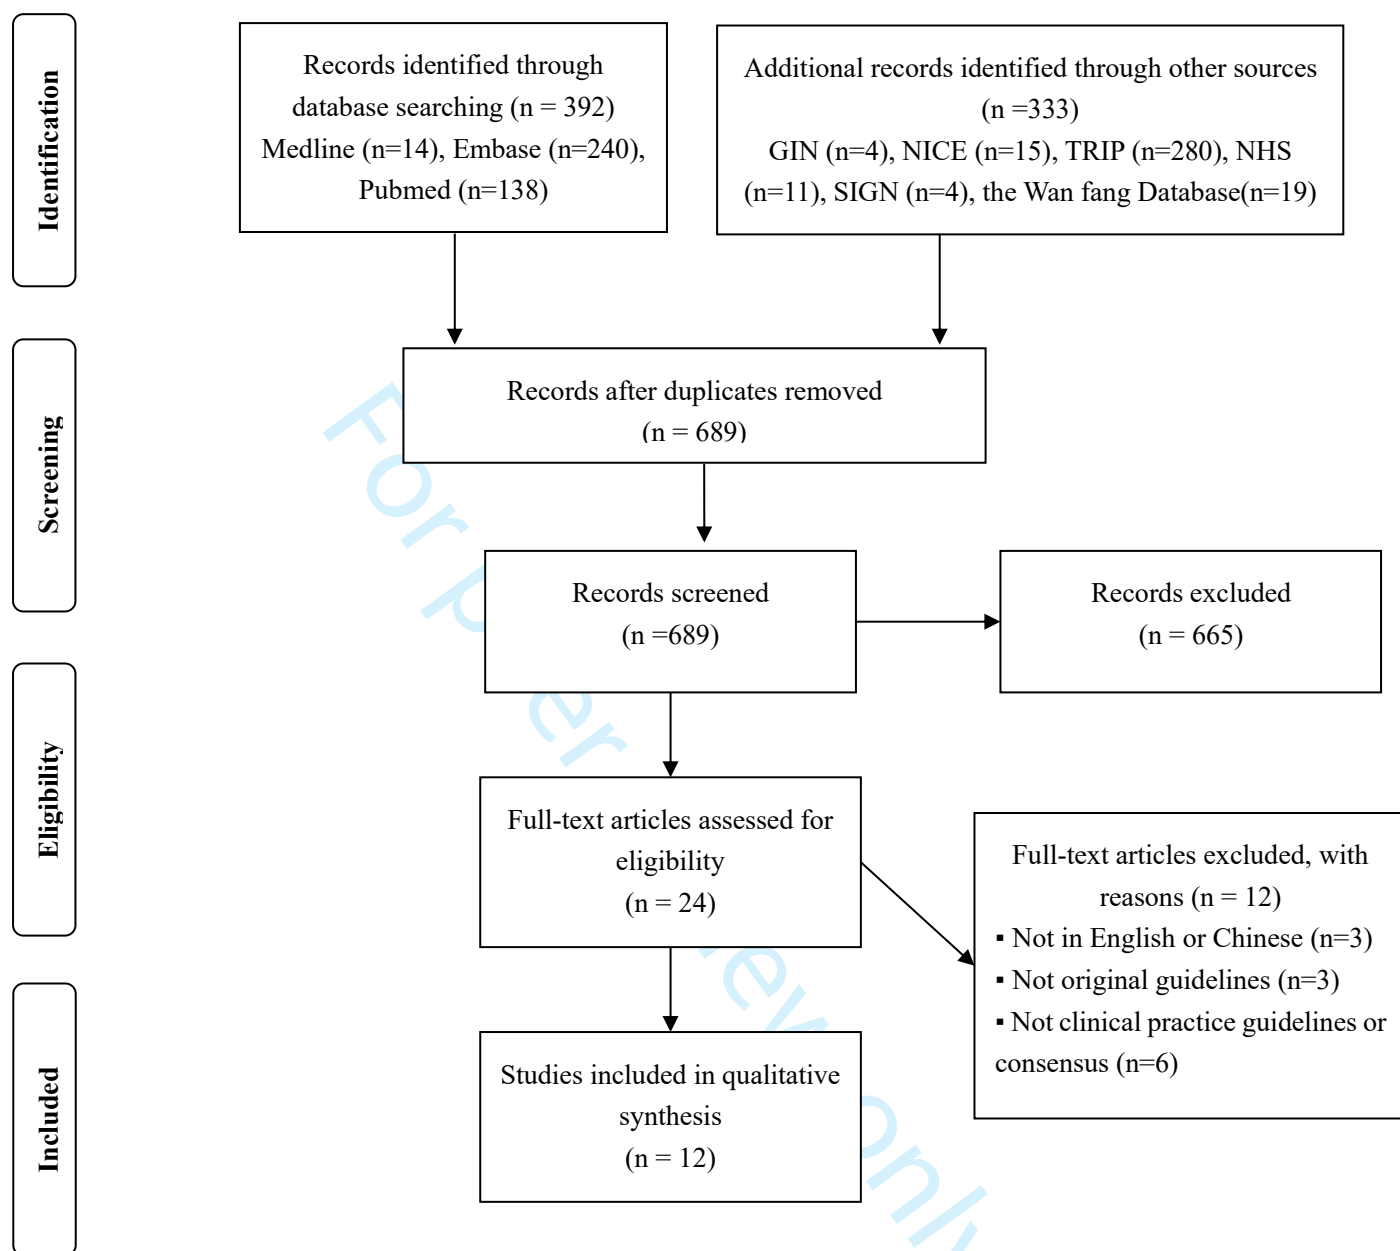 Identification
Records identified through
database searching (n = 392)
Medline (n=14), Embase (n=240),
Pubmed (n=138)
Additional records identified through other sources
(n =333)
GIN (n=4), NICE (n=15), TRIP (n=280), NHS
(n=11), SIGN (n=4), the Wan fang Database(n=19)
Screening
Records after duplicates removed
(n = 689)
Records screened
(n =689)
Records excluded
(n = 665)
Eligibility
Full-text articles assessed for
eligibility
(n = 24)
Full-text articles excluded, with
reasons (n = 12)
▪ Not in English or Chinese (n=3)
▪ Not original guidelines (n=3)
▪ Not clinical practice guidelines or
consensus (n=6)
Included
Studies included in qualitative
synthesis
(n = 12)
For
only